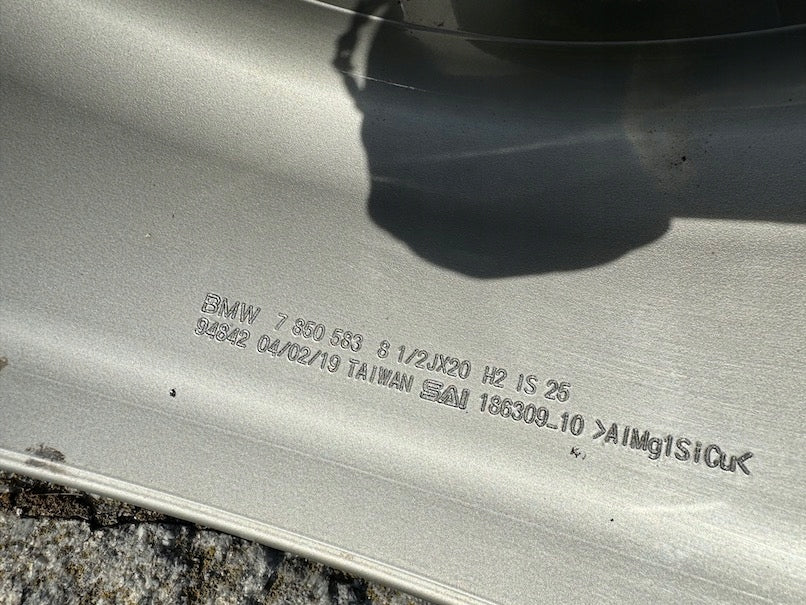 BMW 7 850 583 8 1/2JX20 H2 IS 25
94842 04/02/19 TAIWAN SAI 186309_10 >AlMg1SiCu<